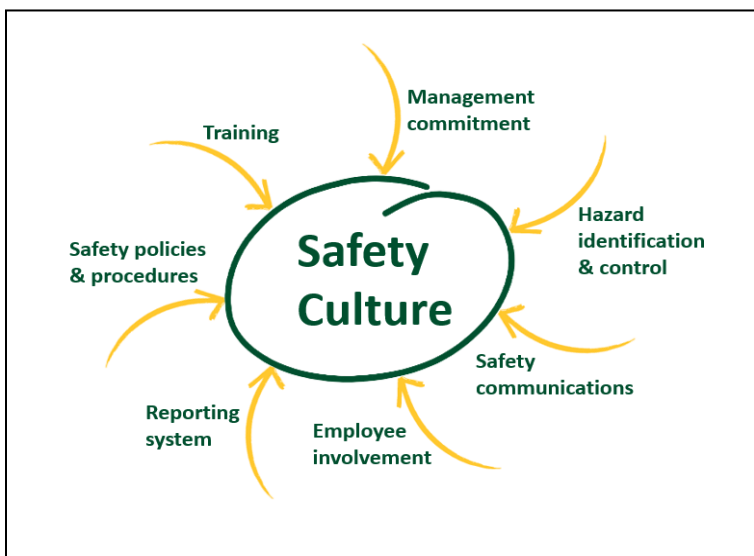 Management
commitment
Training
Hazard
identification
& control
Safety policies
& procedures
Safety
Culture
Safety
communications
Reporting
system
Employee
involvement